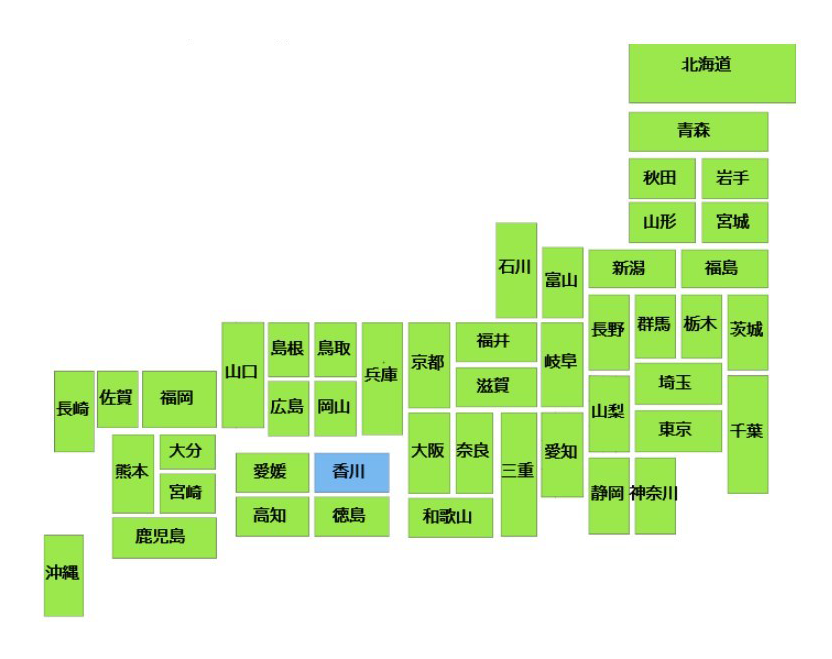 北海道
青森
秋田
岩手
山形
宮城
石川
富山
新潟
福島
長野
群馬
栃木
茨城
山口
島根
鳥取
兵庫
京都
福井
岐阜
滋賀
埼玉
長崎
佐賀
福岡
広島
岡山
山梨
東京
千葉
熊本
大分
宮崎
愛媛
香川
大阪
奈良
三重
愛知
静岡
神奈川
高知
徳島
和歌山
鹿児島
沖縄